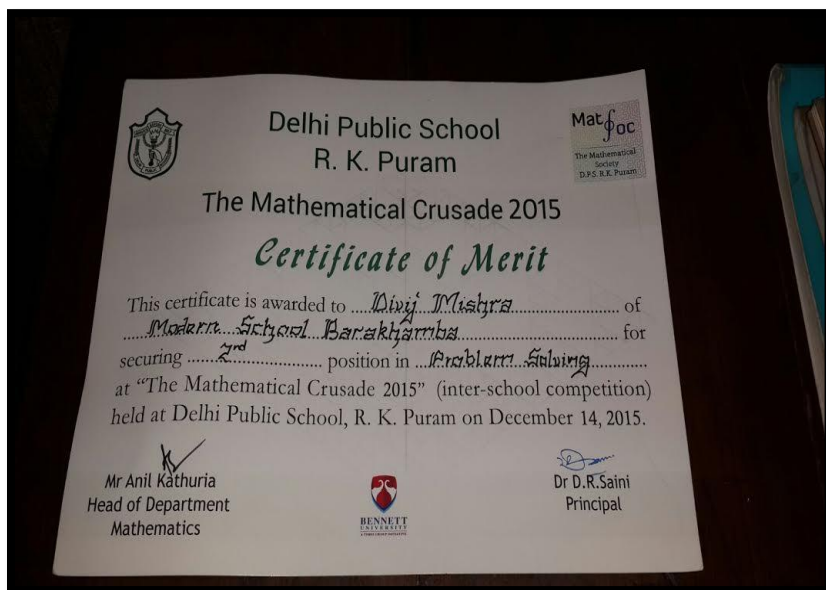 Delhi Public School
R. K. Puram
Mat∮oc
The Mathematical
Society
D.P.S. R.K. Puram
The Mathematical Crusade 2015
Certificate of Merit
This certificate is awarded to ....Divij Mishra.................... of
....Modern School Barakhamba.................... for
securing ......2nd.............. position in ...Problem Solving...........
at “The Mathematical Crusade 2015” (inter-school competition)
held at Delhi Public School, R. K. Puram on December 14, 2015.
Mr Anil Kathuria
Head of Department
Mathematics
BENNETT
UNIVERSITY
Dr D.R.Saini
Principal